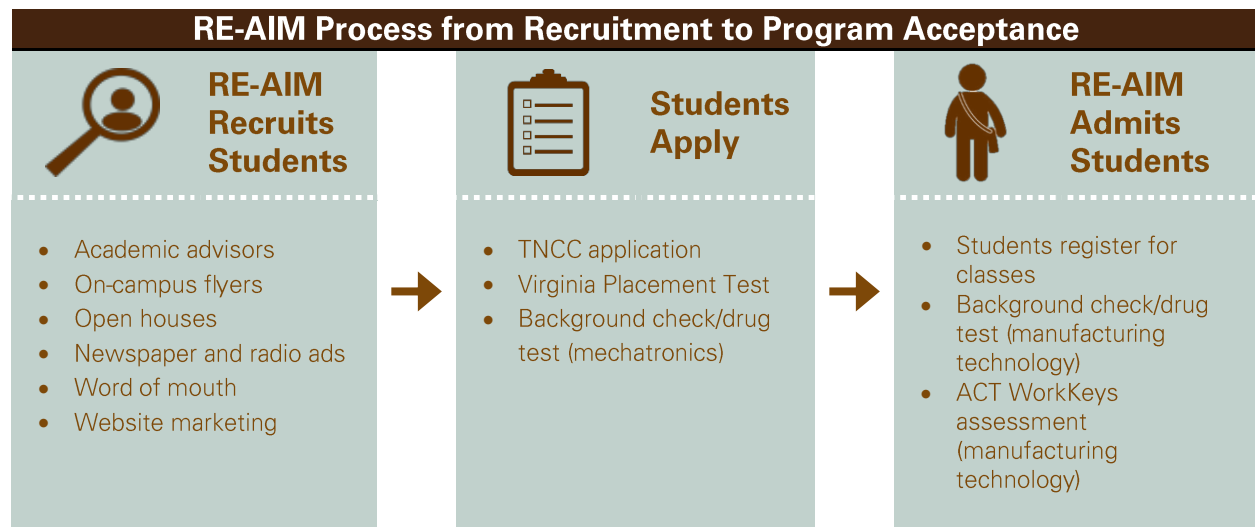 RE-AIM Process from Recruitment to Program Acceptance
RE-AIM
Recruits
Students
• Academic advisors
• On-campus flyers
• Open houses
• Newspaper and radio ads
• Word of mouth
• Website marketing
Students
Apply
• TNCC application
• Virginia Placement Test
• Background check/drug
test (mechatronics)
RE-AIM
Admits
Students
• Students register for
classes
• Background check/drug
test (manufacturing
technology)
• ACT WorkKeys
assessment
(manufacturing
technology)